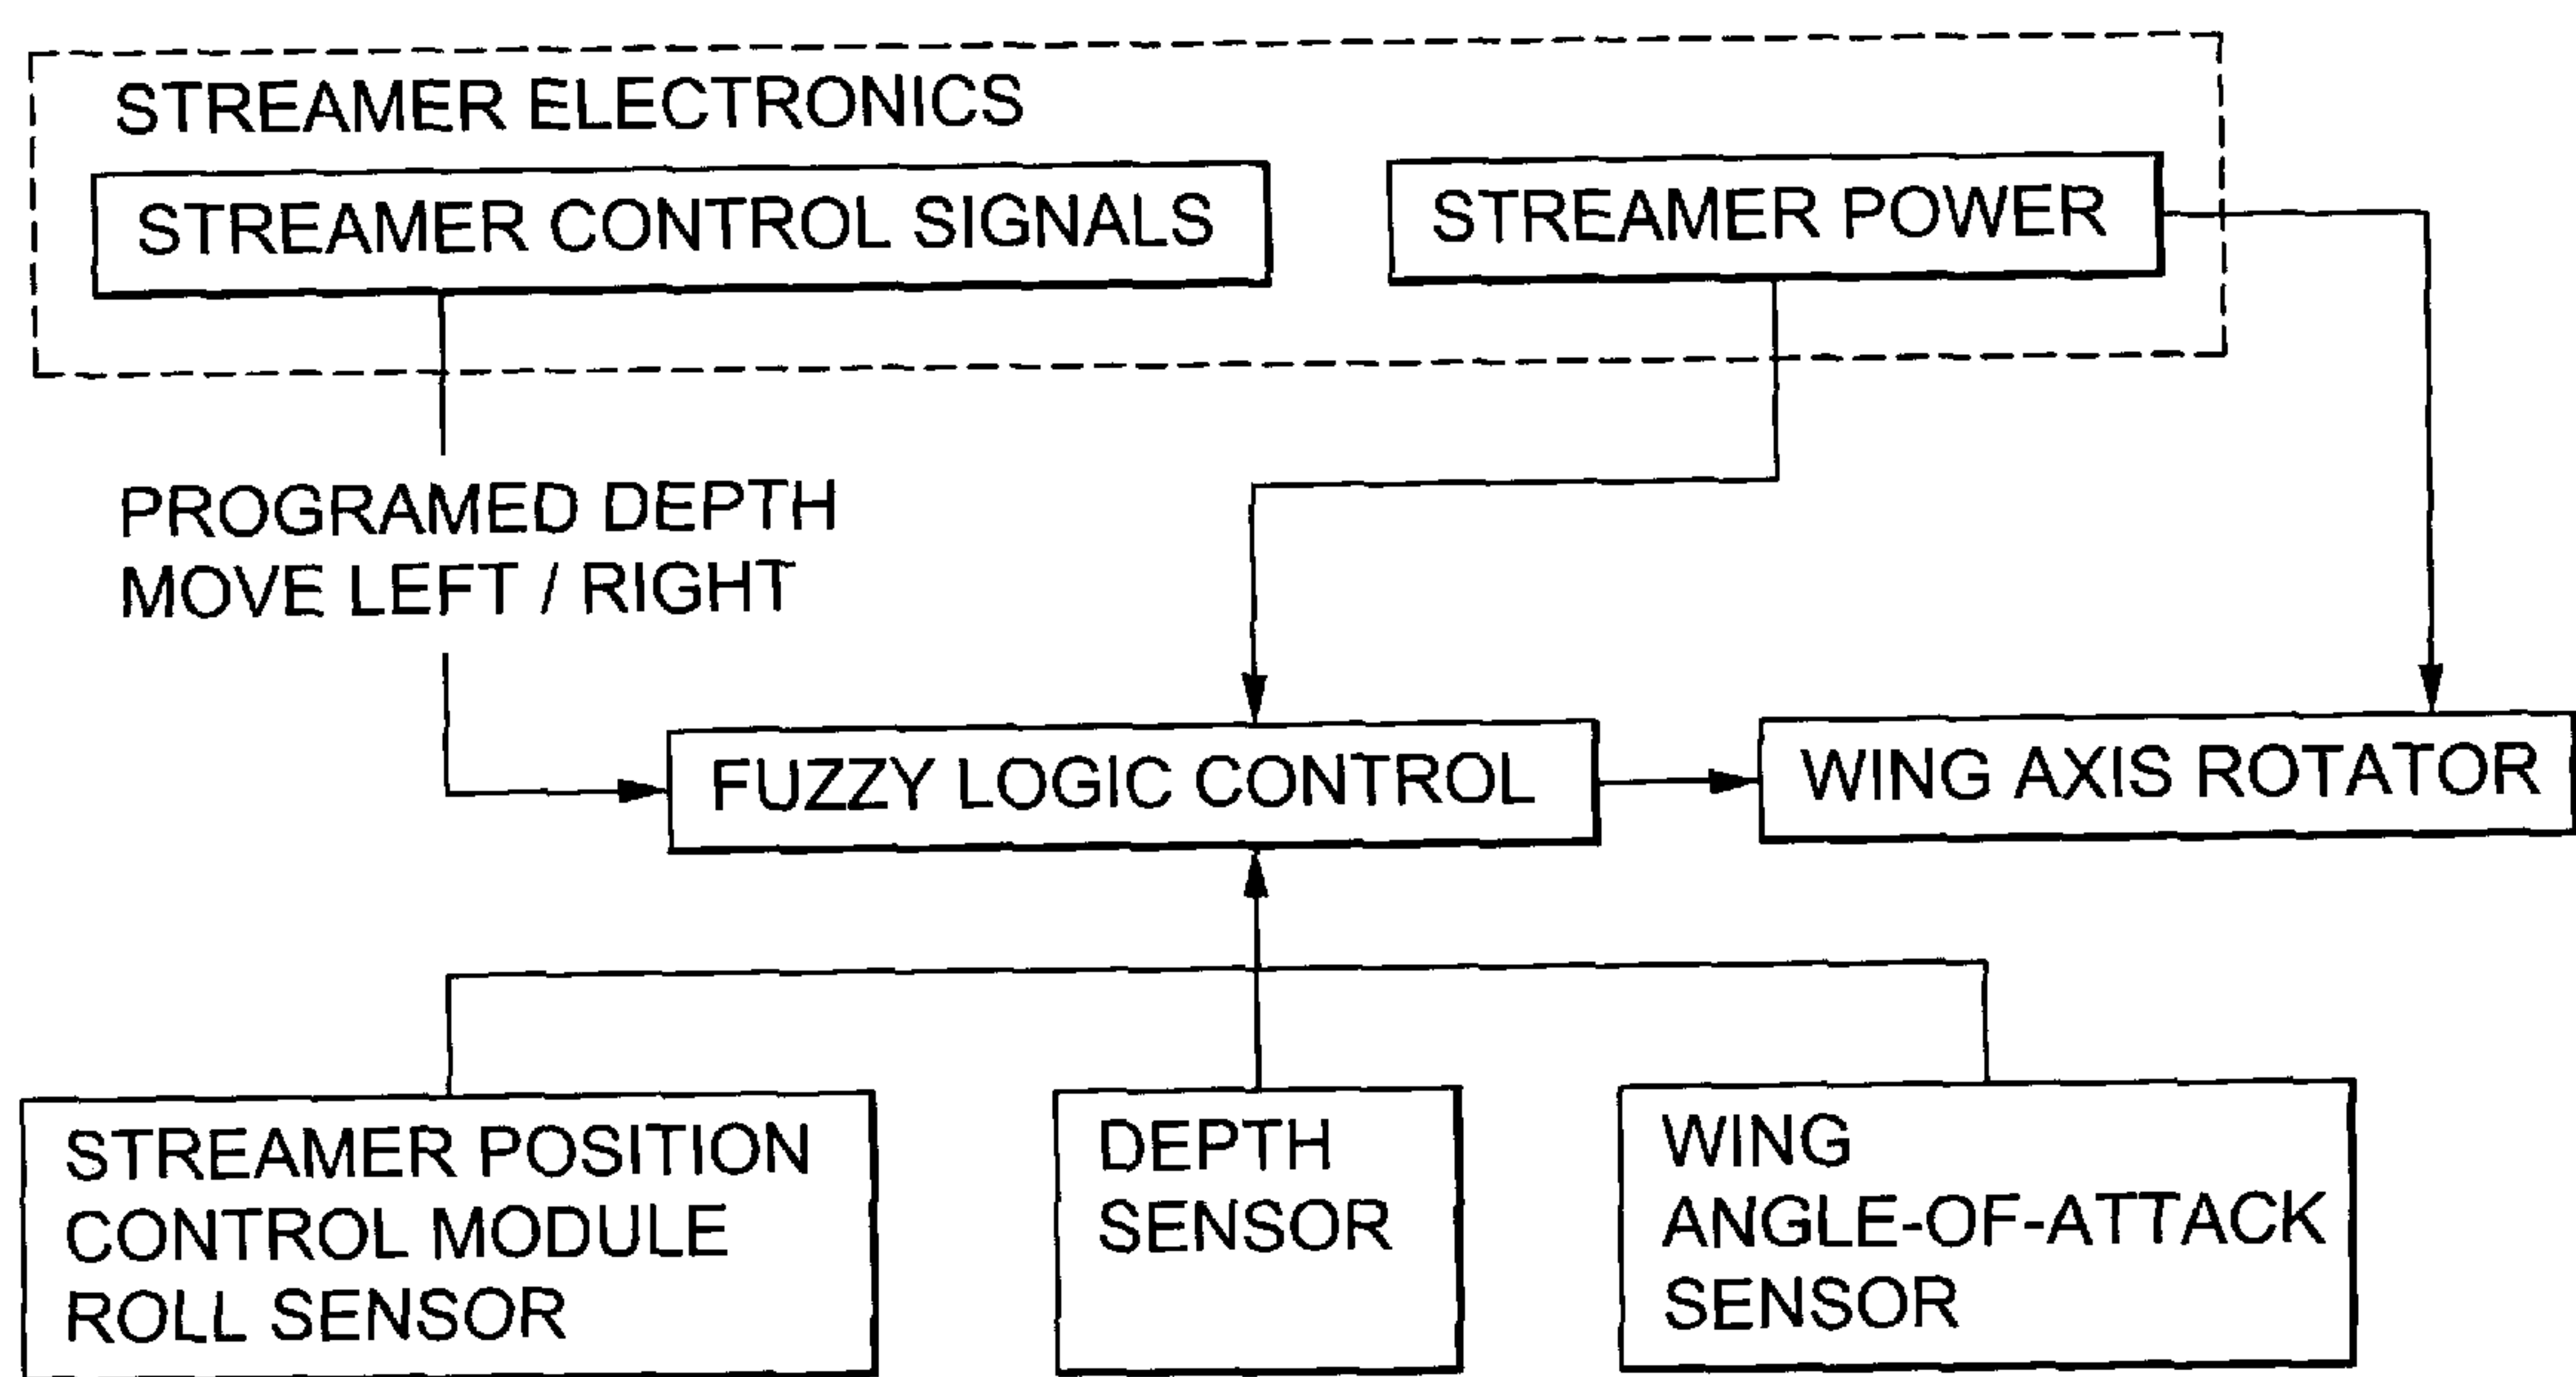 STREAMER ELECTRONICS
STREAMER CONTROL SIGNALS
STREAMER POWER
PROGRAMED DEPTH
MOVE LEFT / RIGHT
FUZZY LOGIC CONTROL
WING AXIS ROTATOR
STREAMER POSITION
CONTROL MODULE
ROLL SENSOR
DEPTH
SENSOR
WING
ANGLE-OF-ATTACK
SENSOR